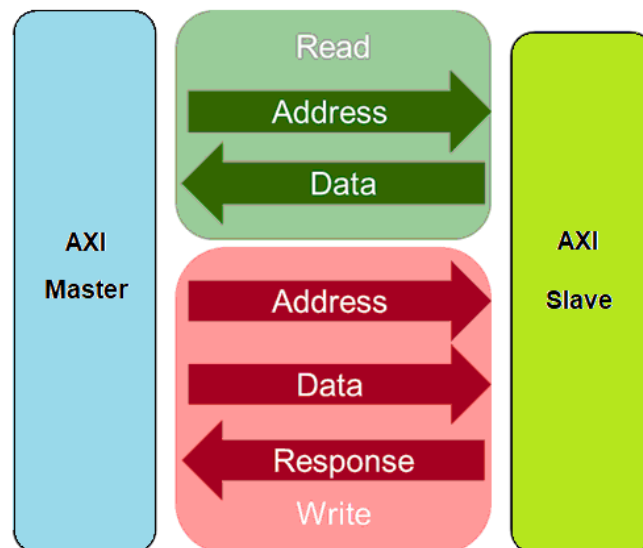 Read
Address
Data
AXI
Master
AXI
Slave
Address
Data
Response
Write